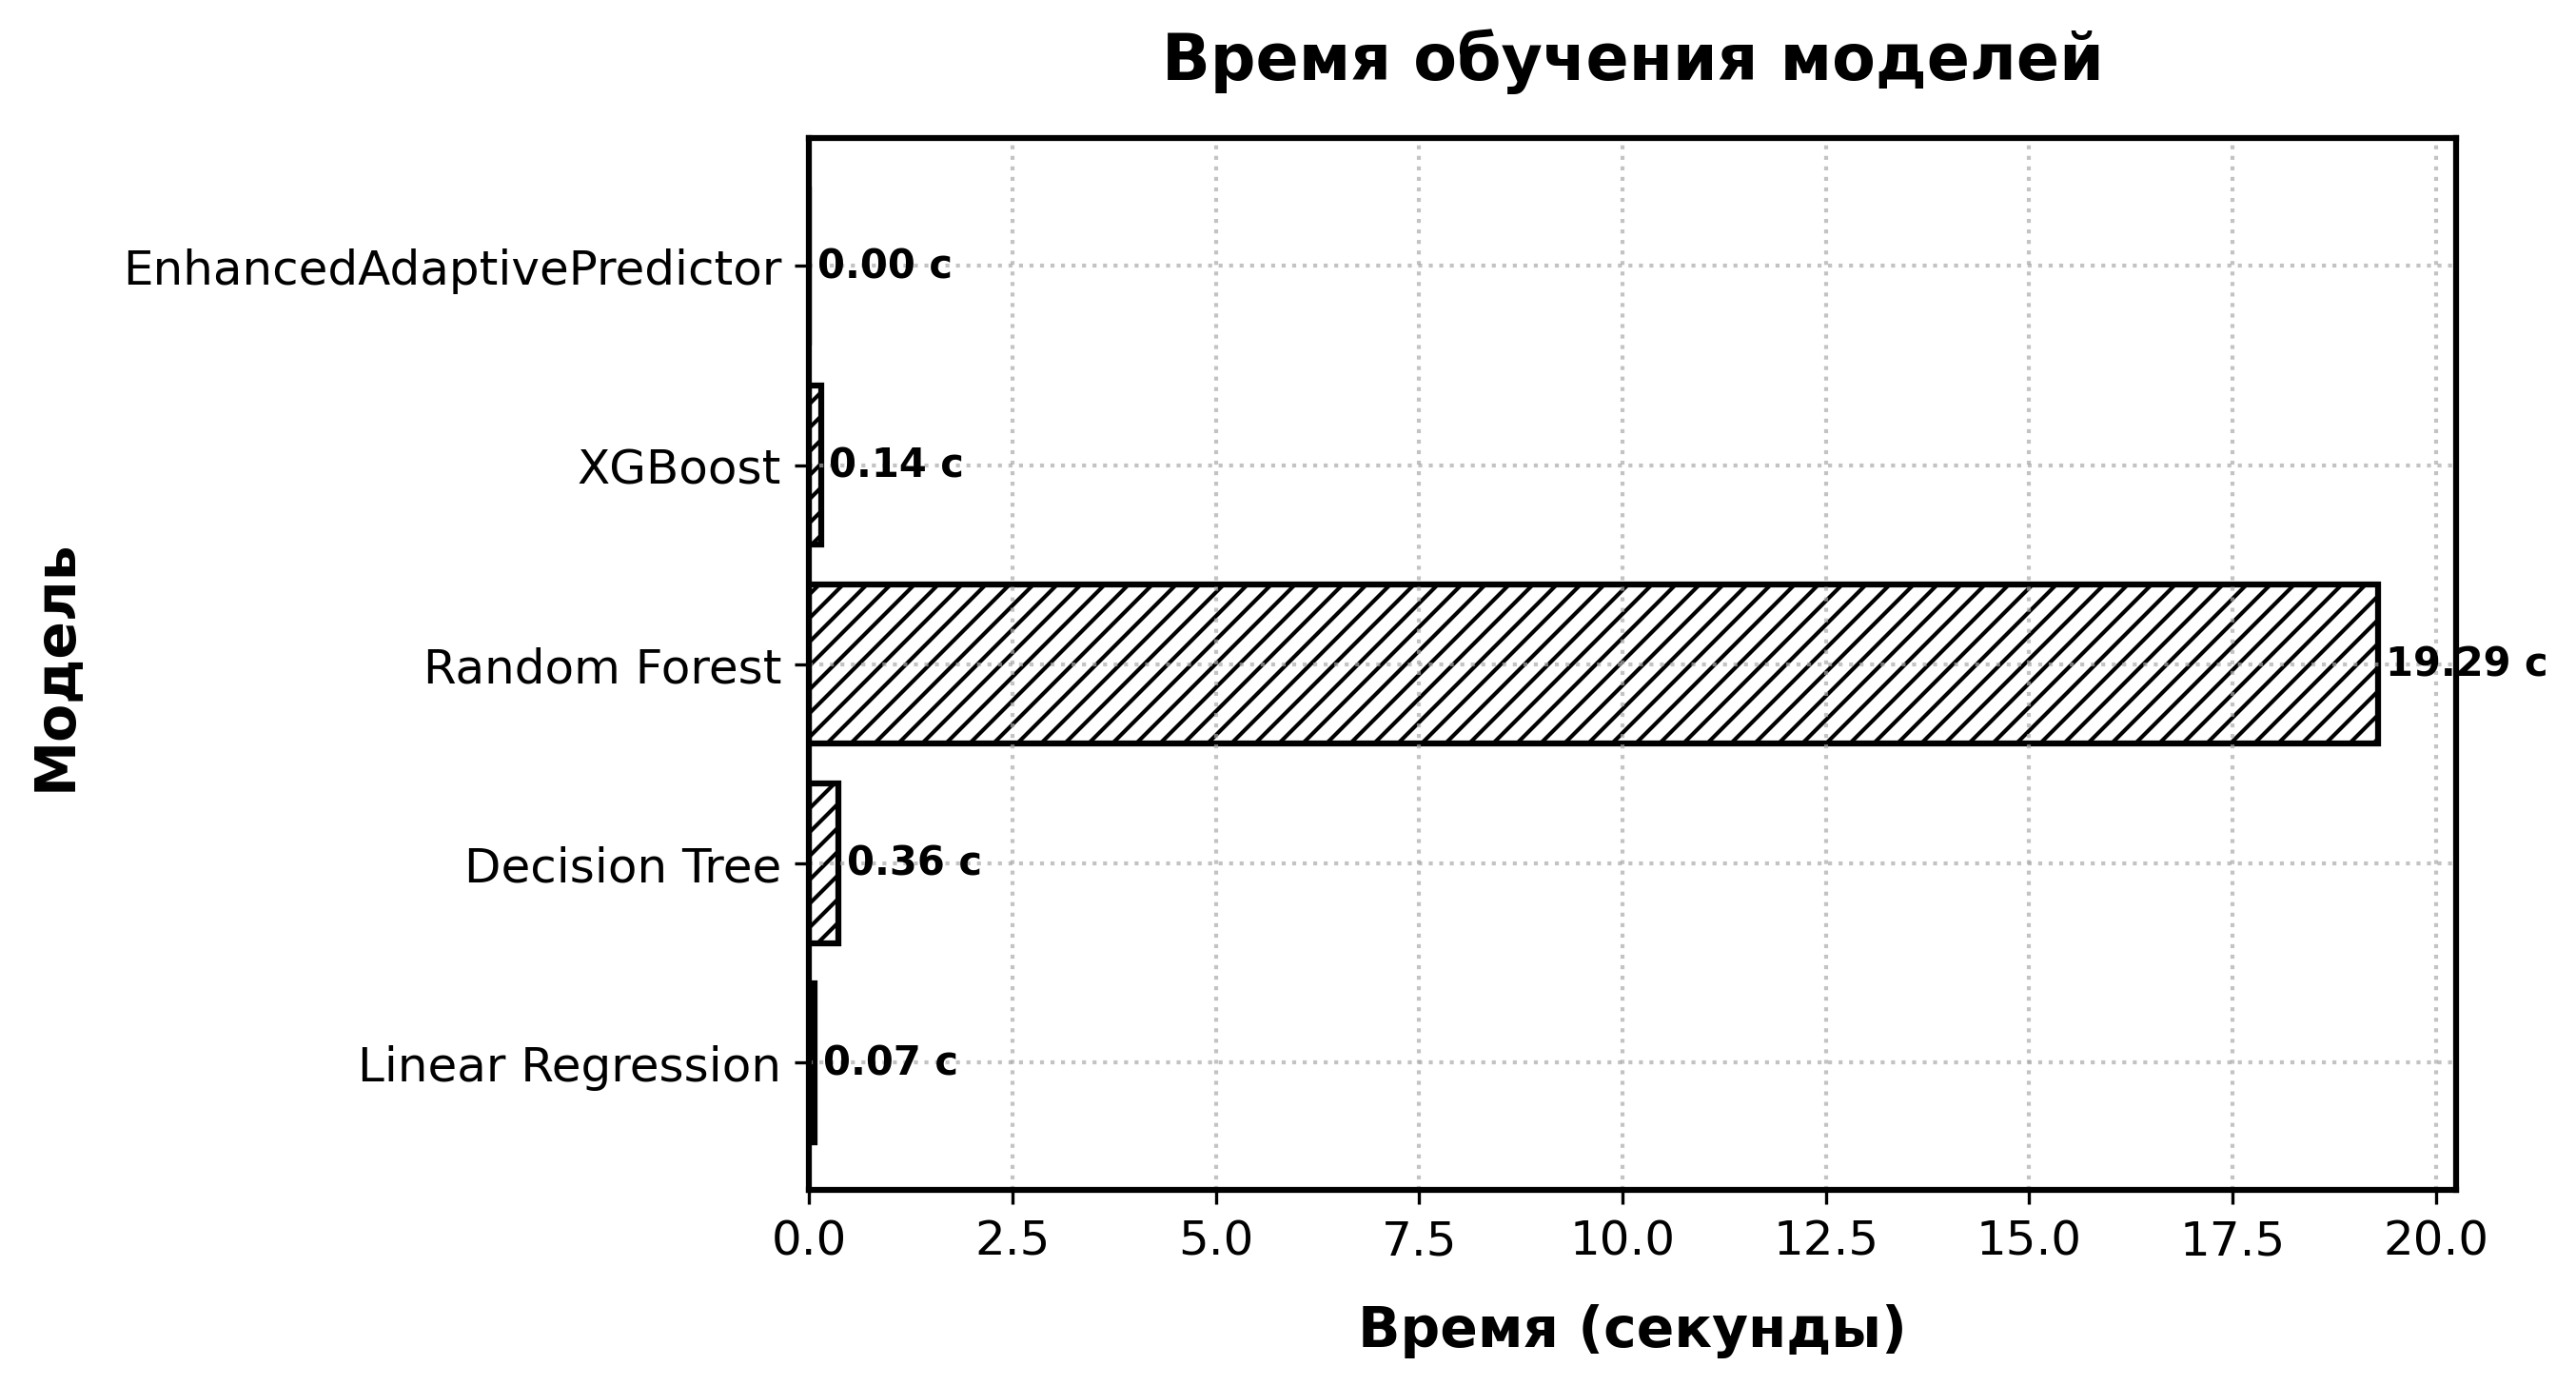 Время обучения моделей
EnhancedAdaptivePredictor
0.00 с
XGBoost
0.14 с
Модель
Random Forest
19.29 с
Decision Tree
0.36 с
Linear Regression
0.07 с
0.0 2.5 5.0 7.5 10.0 12.5 15.0 17.5 20.0
Время (секунды)